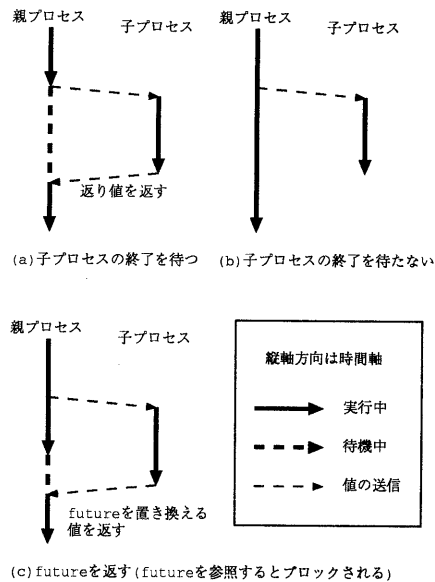 親プロセス
子プロセス
返り値を返す
(a)子プロセスの終了を待つ
親プロセス
子プロセス
(b)子プロセスの終了を待たない
親プロセス
子プロセス
futureを置き換える
値を返す
(c)futureを返す(futureを参照するとブロックされる)
縦軸方向は時間軸
実行中
待機中
値の送信